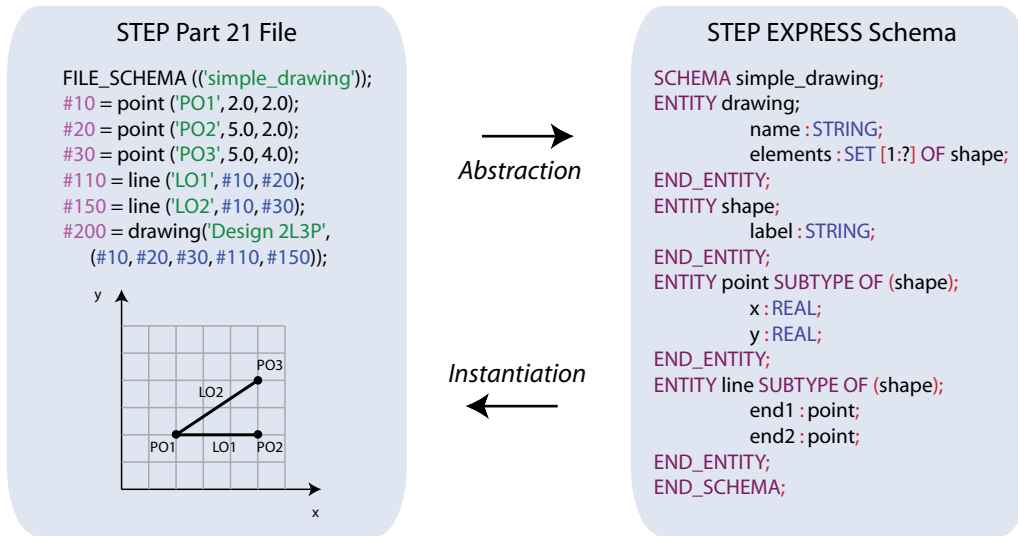 STEP Part 21 File
FILE_SCHEMA (('simple_drawing'));
#10 = point ('PO1', 2.0, 2.0);
#20 = point ('PO2', 5.0, 2.0);
#30 = point ('PO3', 5.0, 4.0);
#110 = line ('LO1', #10, #20);
#150 = line ('LO2', #10, #30);
#200 = drawing('Design 2L3P',
(#10, #20, #30, #110, #150));
y
PO3
LO2
PO1
LO1
PO2
x
Abstraction
Instantiation
STEP EXPRESS Schema
SCHEMA simple_drawing;
ENTITY drawing;
name : STRING;
elements : SET [1:?] OF shape;
END_ENTITY;
ENTITY shape;
label : STRING;
END_ENTITY;
ENTITY point SUBTYPE OF (shape);
x : REAL;
y : REAL;
END_ENTITY;
ENTITY line SUBTYPE OF (shape);
end1 : point;
end2 : point;
END_ENTITY;
END_SCHEMA;